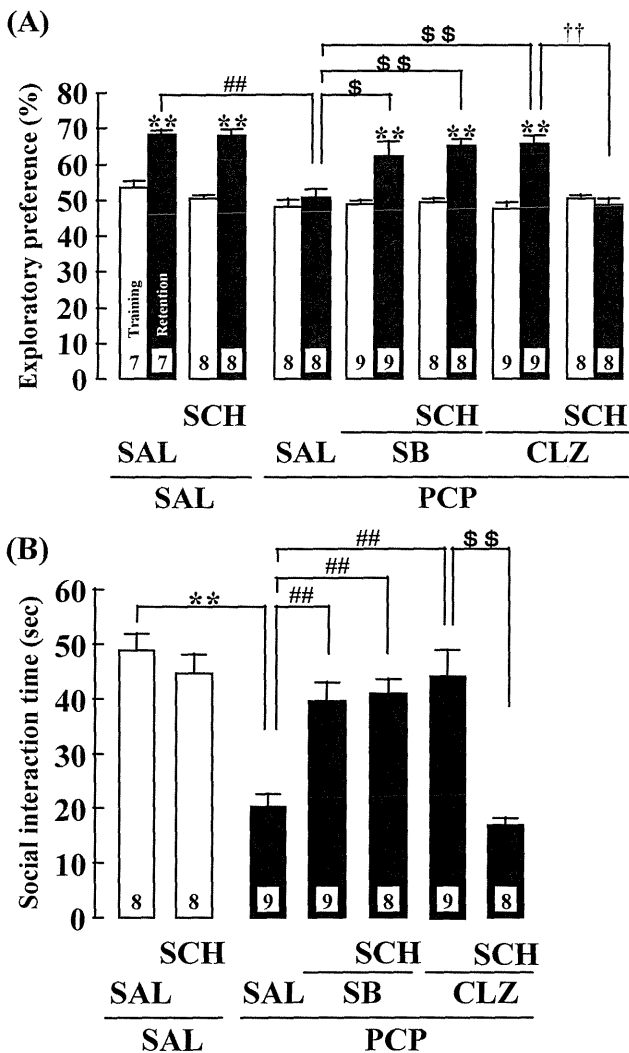 (A)
$ $
††
$ $
##
$
Exploratory preference (%)
80
70
60
50
40
30
20
10
0
** ** ** ** **
Training
Retention
7 7 8 8 8 8 9 9 8 8 9 9 8 8
SCH SCH SCH
SAL SAL SB CLZ
SAL PCP
(B)
## $ $
##
** ##
Social interaction time (sec)
60
50
40
30
20
10
0
8 8 9 9 8 9 8
SCH SCH SCH
SAL SAL SB CLZ
SAL PCP